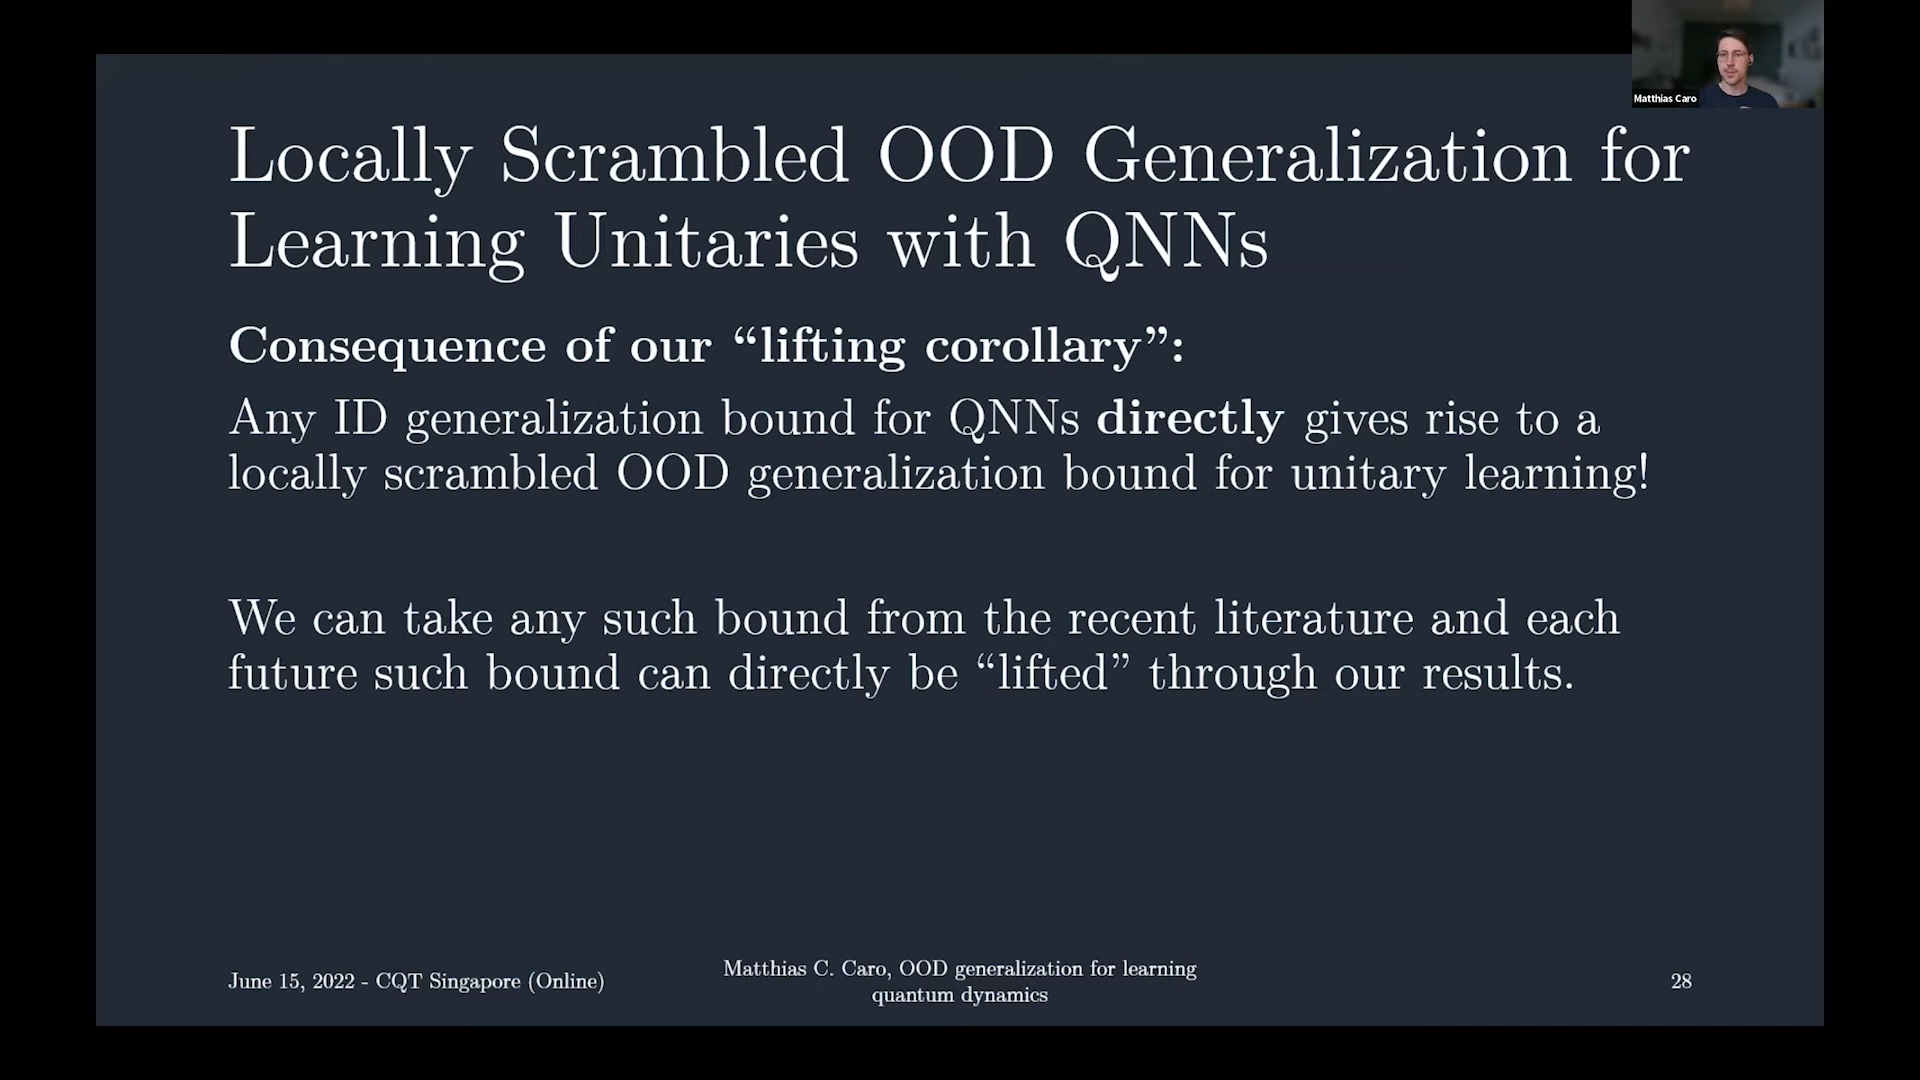 Matthias Caro
Locally Scrambled OOD Generalization for
Learning Unitaries with QNNs
Consequence of our “lifting corollary”:
Any ID generalization bound for QNNs directly gives rise to a
locally scrambled OOD generalization bound for unitary learning!
We can take any such bound from the recent literature and each
future such bound can directly be “lifted” through our results.
June 15, 2022 - CQT Singapore (Online)
Matthias C. Caro, OOD generalization for learning
quantum dynamics
28